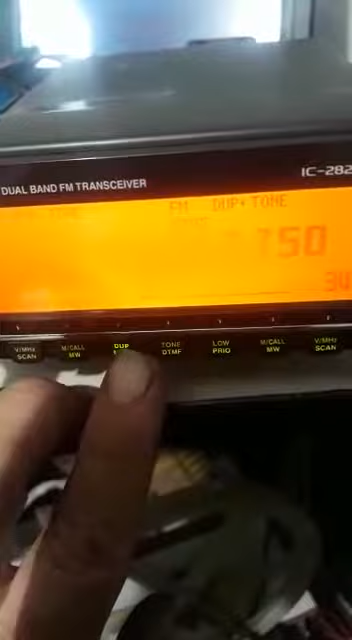 DUAL BAND FM TRANSCEIVER
IC-282
FM DUP+ TONE
750
V/MHz M/CALL DUP TONE LOW M/CALL V/MHz
SCAN MW DTMF PRIO MW SCAN